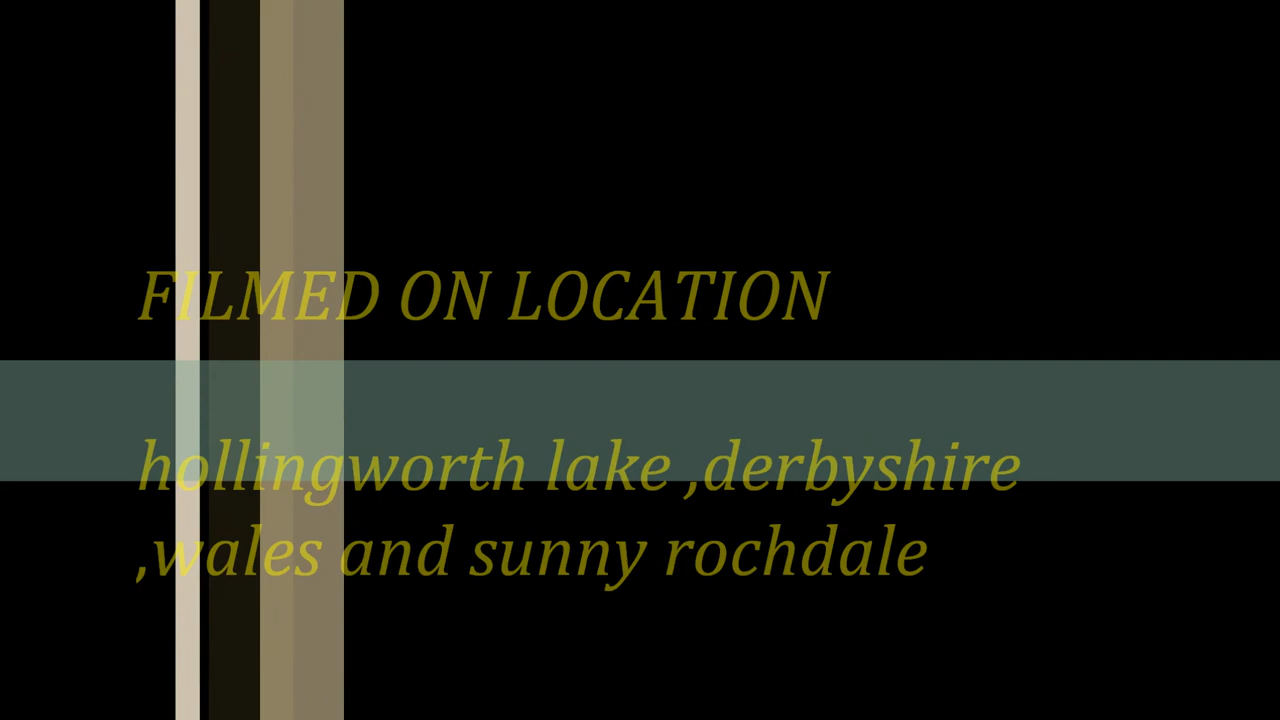 FILMED ON LOCATION
hollingworth lake ,derbyshire
,wales and sunny rochdale